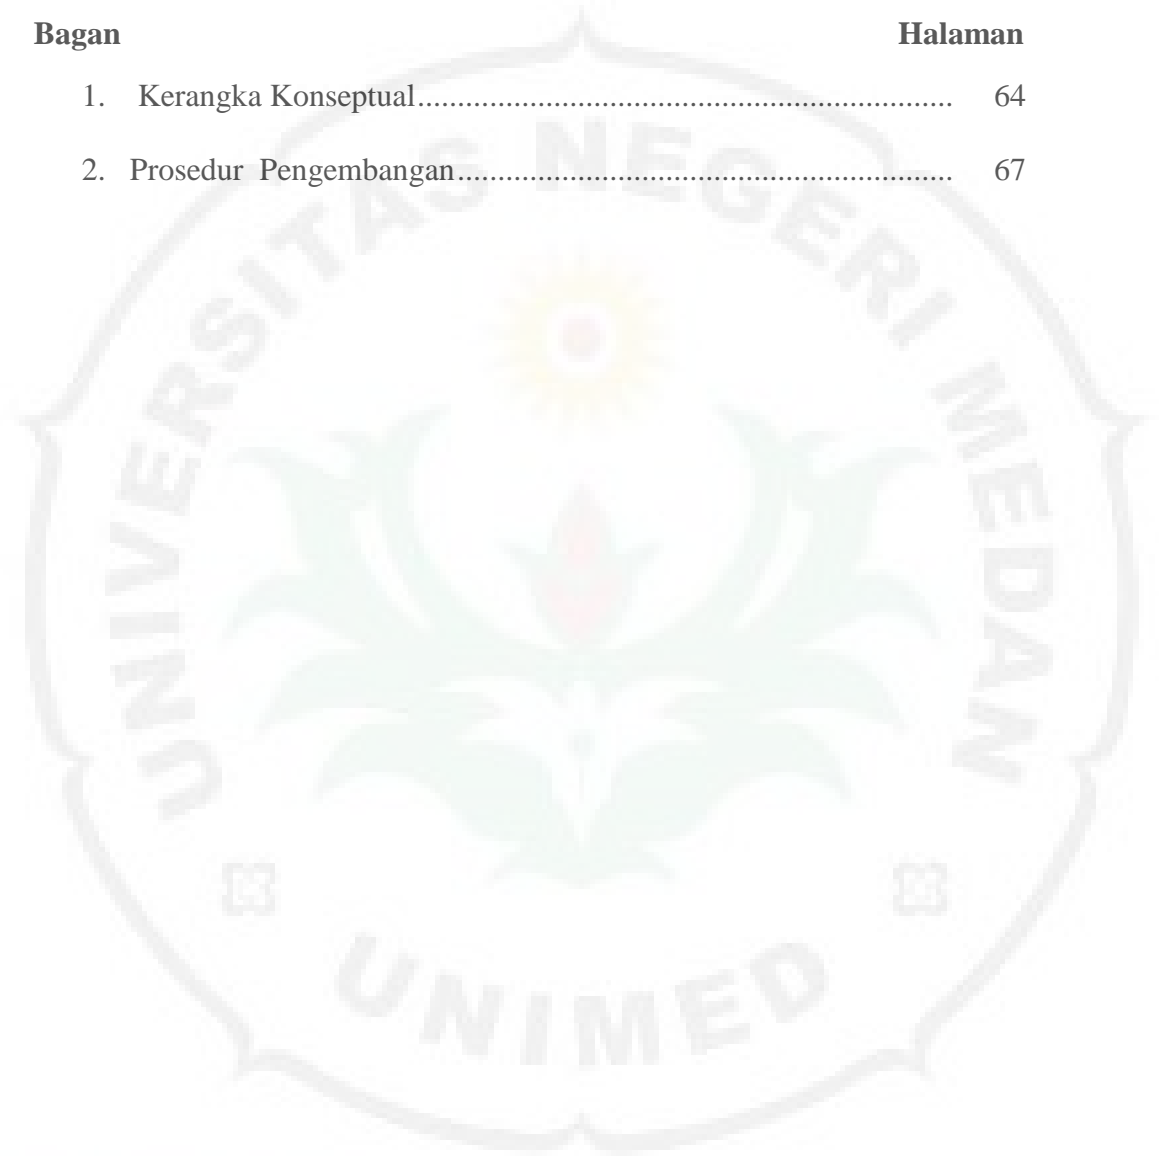 Bagan Halaman
1. Kerangka Konseptual.................................................................... 64
2. Prosedur Pengembangan............................................................... 67
UNIVERSITAS NEGERI MEDAN
UNIMED